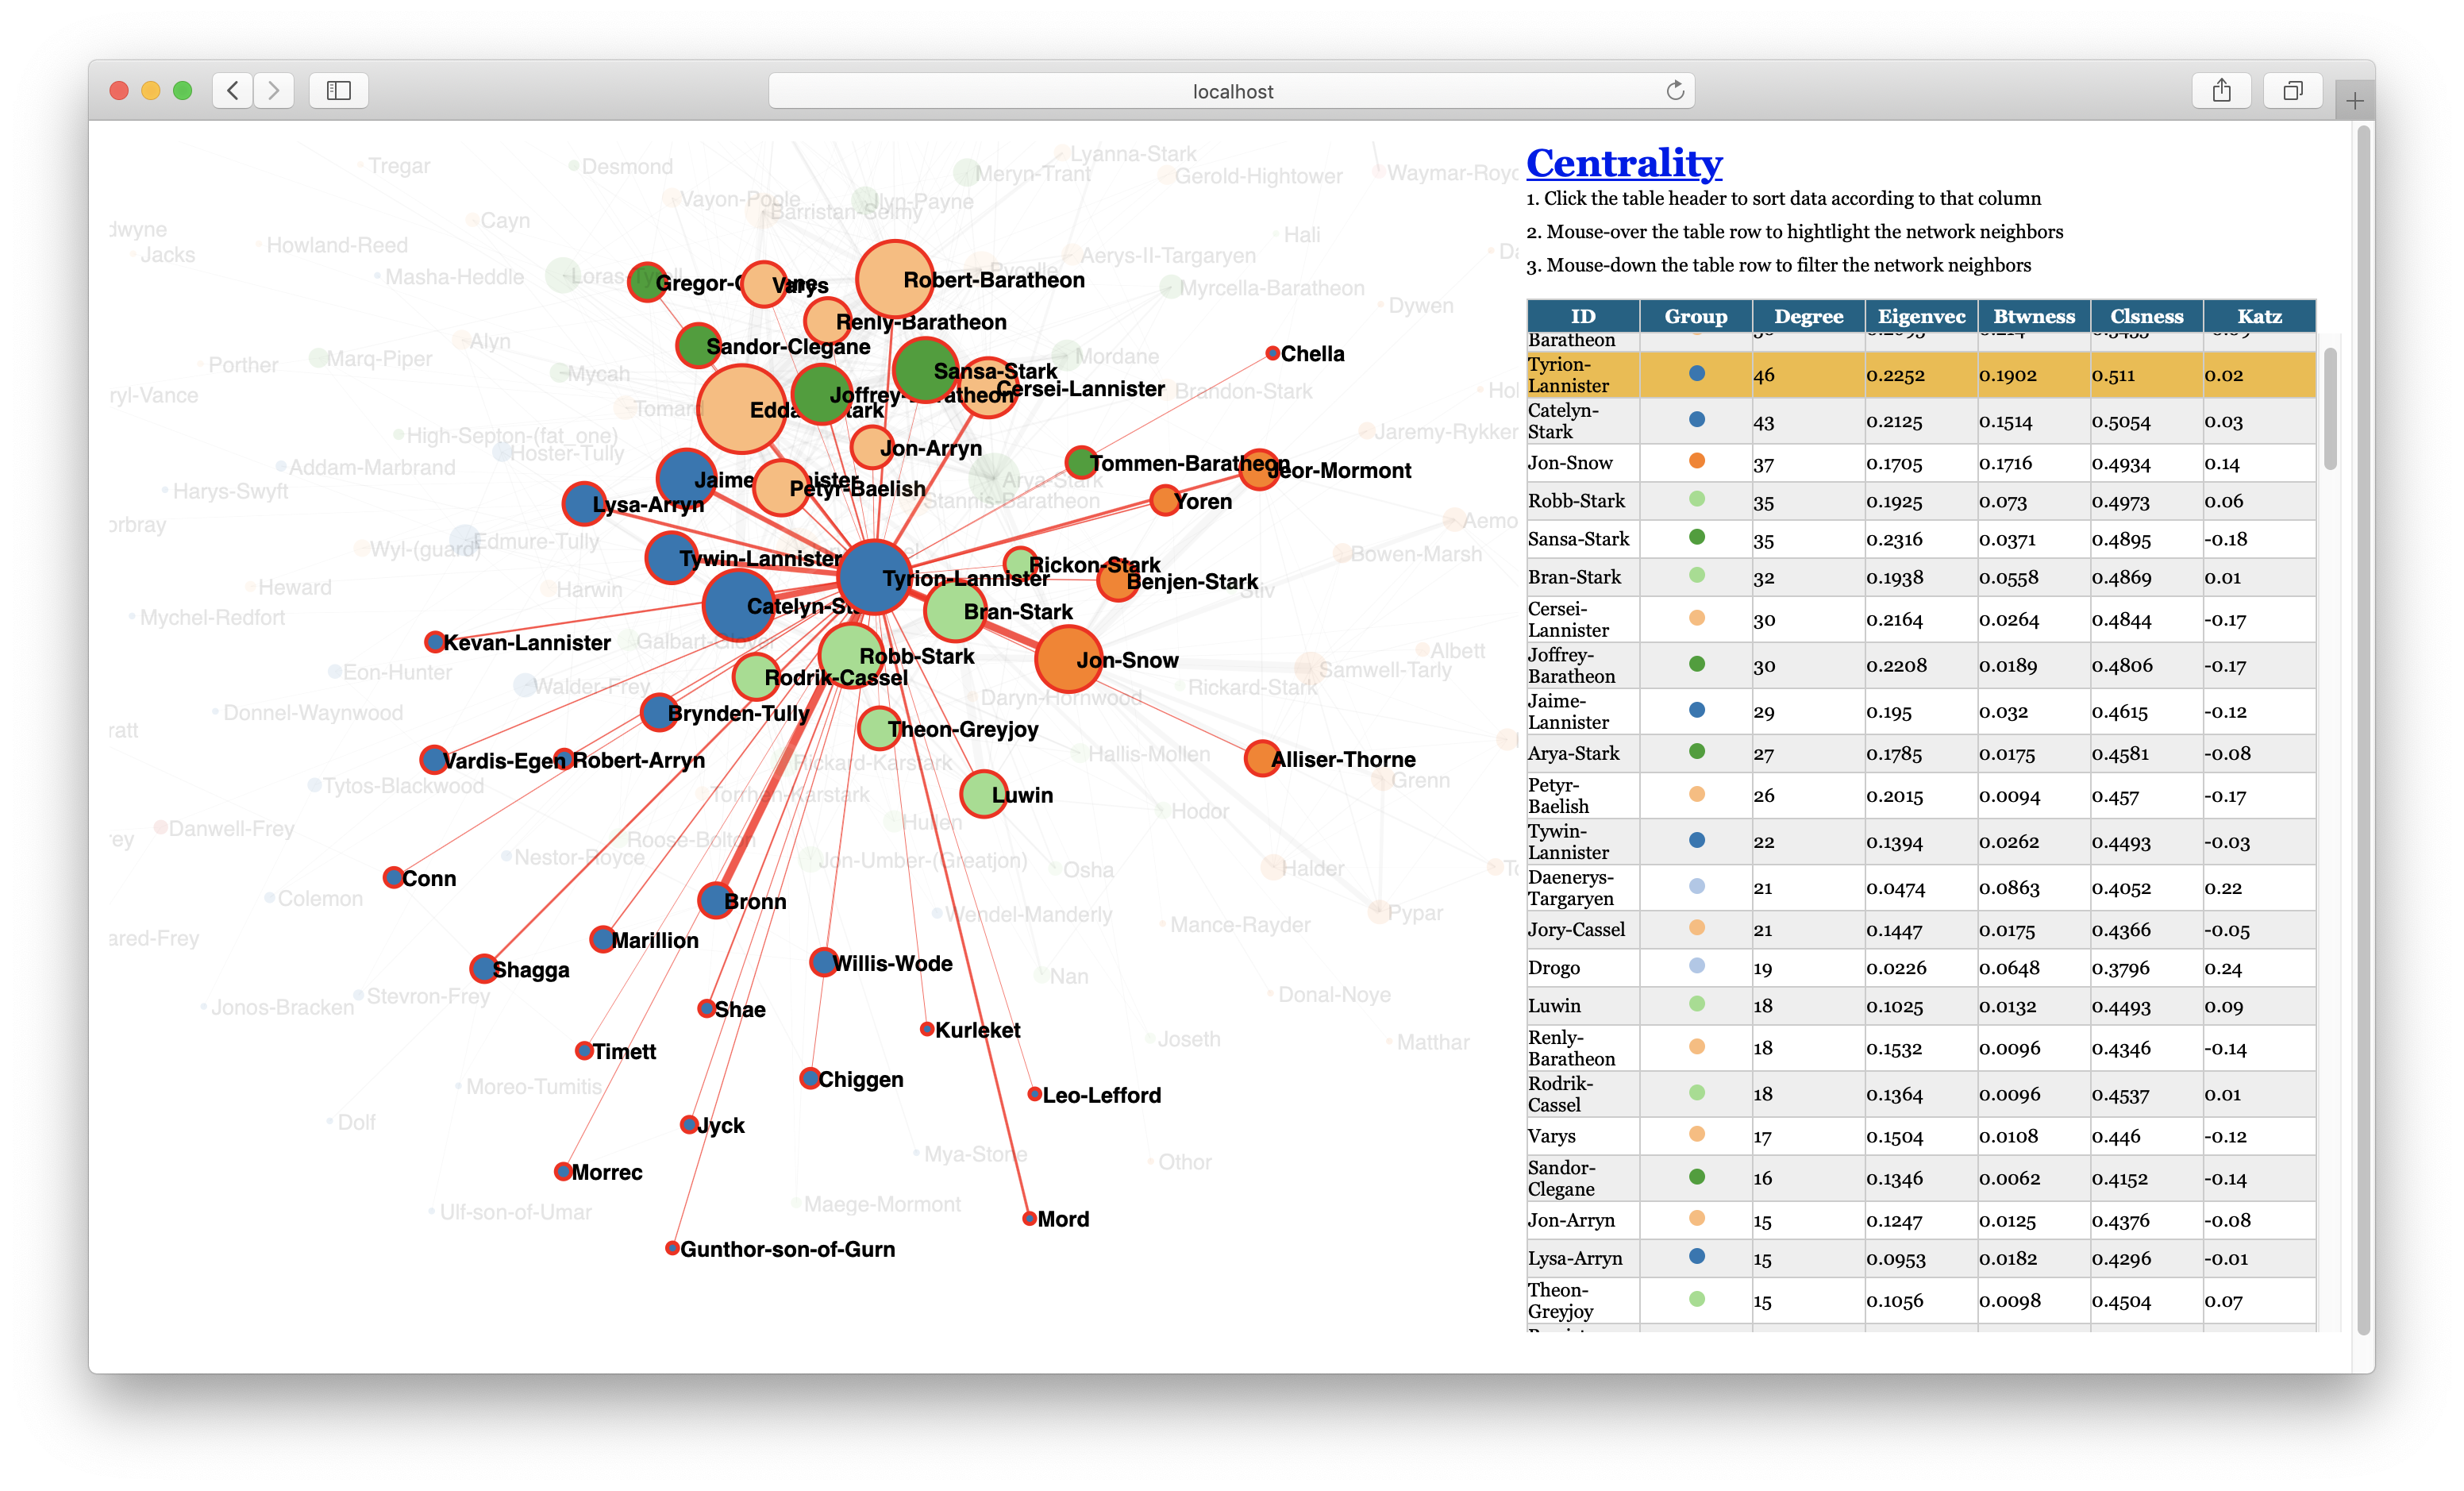 localhost
Centrality
1. Click the table header to sort data according to that column
2. Mouse-over the table row to hightlight the network neighbors
3. Mouse-down the table row to filter the network neighbors
ID Group Degree Eigenvec Btwness Clsness Katz
Baratheon
Tyrion-Lannister 46 0.2252 0.1902 0.511 0.02
Catelyn-Stark 43 0.2125 0.1514 0.5054 0.03
Jon-Snow 37 0.1705 0.1716 0.4934 0.14
Robb-Stark 35 0.1925 0.073 0.4973 0.06
Sansa-Stark 35 0.2316 0.0371 0.4895 -0.18
Bran-Stark 32 0.1938 0.0558 0.4869 0.01
Cersei-Lannister 30 0.2164 0.0264 0.4844 -0.17
Joffrey-Baratheon 30 0.2208 0.0189 0.4806 -0.17
Jaime-Lannister 29 0.195 0.032 0.4615 -0.12
Arya-Stark 27 0.1785 0.0175 0.4581 -0.08
Petyr-Baelish 26 0.2015 0.0094 0.457 -0.17
Tywin-Lannister 22 0.1394 0.0262 0.4493 -0.03
Daenerys-Targaryen 21 0.0474 0.0863 0.4052 0.22
Jory-Cassel 21 0.1447 0.0175 0.4366 -0.05
Drogo 19 0.0226 0.0648 0.3796 0.24
Luwin 18 0.1025 0.0132 0.4493 0.09
Renly-Baratheon 18 0.1532 0.0096 0.4346 -0.14
Rodrik-Cassel 18 0.1364 0.0096 0.4537 0.01
Varys 17 0.1504 0.0108 0.446 -0.12
Sandor-Clegane 16 0.1346 0.0062 0.4152 -0.14
Jon-Arryn 15 0.1247 0.0125 0.4376 -0.08
Lysa-Arryn 15 0.0953 0.0182 0.4296 -0.01
Theon-Greyjoy 15 0.1056 0.0098 0.4504 0.07
Lyanna-Stark
Tregar
Desmond
Meryn-Trant
Gerold-Hightower
Vayon-Poole
Ilyn-Payne
Barristan-Selmy
Cayn
Jacks
Howland-Reed
Hali
Aerys-II-Targaryen
Masha-Heddle
Pycelle
Varys
Robert-Baratheon
Myrcella-Baratheon
Dywen
Renly-Baratheon
Alyn
Sandor-Clegane
Chella
Marq-Piper
Porther
Mordane
Mycah
Sansa-Stark
Cersei-Lannister
Brandon-Stark
Tomard
High-Septon-(fat_one)
Jaremy-Rykker
Jon-Arryn
Hoster-Tully
Addam-Marbrand
Tommen-Baratheon
Jeor-Mormont
Arya-Stark
Petyr-Baelish
Harys-Swyft
Stannis-Baratheon
Lysa-Arryn
Yoren
Edmure-Tully
Wyl-(guard)
Bowen-Marsh
Tywin-Lannister
Rickon-Stark
Tyrion-Lannister
Benjen-Stark
Heward
Harwin
Bran-Stark
Mychel-Redfort
Kevan-Lannister
Galbart-Glover
Robb-Stark
Jon-Snow
Albett
Samwell-Tarly
Eon-Hunter
Rodrik-Cassel
Walder-Frey
Rickard-Stark
Daryn-Hornwood
Donnel-Waynwood
Brynden-Tully
Theon-Greyjoy
Hallis-Mollen
Vardis-Egen
Robert-Arryn
Rickard-Karstark
Alliser-Thorne
Grenn
Tytos-Blackwood
Torrhen-Karstark
Luwin
Hodor
Hullen
Danwell-Frey
Roose-Bolton
Nestor-Royce
Jon-Umber-(Greatjon)
Osha
Halder
Conn
Colemon
Bronn
Wendel-Manderly
Pypar
Mance-Rayder
Marillion
Shagga
Willis-Wode
Nan
Stevron-Frey
Donal-Noye
Jonos-Bracken
Shae
Kurleket
Joseth
Matthar
Timett
Chiggen
Moreo-Tumitis
Leo-Lefford
Dolf
Jyck
Mya-Stone
Othor
Morrec
Maege-Mormont
Ulf-son-of-Umar
Mord
Gunthor-son-of-Gurn